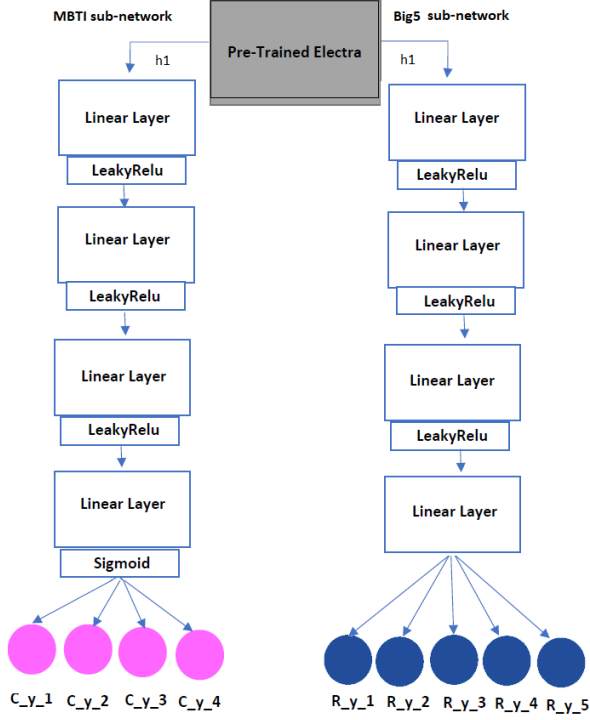 MBTI sub-network
Pre-Trained Electra
Big5 sub-network
h1
h1
Linear Layer
LeakyRelu
Linear Layer
LeakyRelu
Linear Layer
LeakyRelu
Linear Layer
Sigmoid
C_y_1 C_y_2 C_y_3 C_y_4
Linear Layer
LeakyRelu
Linear Layer
LeakyRelu
Linear Layer
LeakyRelu
Linear Layer
R_y_1 R_y_2 R_y_3 R_y_4 R_y_5